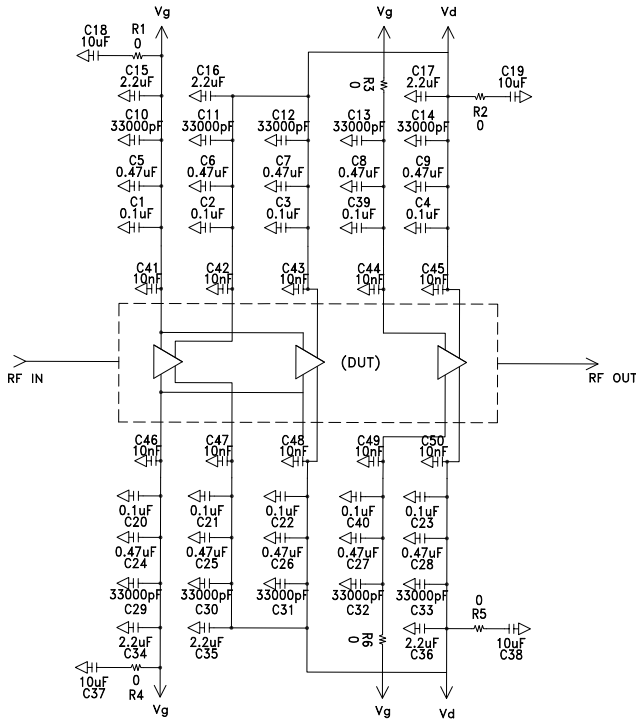 Vg Vg Vd
C18 R1
10uF 0
C15 C16 R3 C17 C19
2.2uF 2.2uF 0 2.2uF 10uF
R2
0
C10 C11 C12 C13 C14
33000pF 33000pF 33000pF 33000pF 33000pF
C5 C6 C7 C8 C9
0.47uF 0.47uF 0.47uF 0.47uF 0.47uF
C1 C2 C3 C39 C4
0.1uF 0.1uF 0.1uF 0.1uF 0.1uF
C41 C42 C43 C44 C45
10nF 10nF 10nF 10nF 10nF
(DUT)
RF IN RF OUT
C46 C47 C48 C49 C50
10nF 10nF 10nF 10nF 10nF
0.1uF 0.1uF 0.1uF 0.1uF 0.1uF
C20 C21 C22 C40 C23
0.47uF 0.47uF 0.47uF 0.47uF 0.47uF
C24 C25 C26 C27 C28
33000pF 33000pF 33000pF 33000pF
C29 C30 C31 C32 C33
0
R5
2.2uF 2.2uF R6 2.2uF 10uF
C34 C35 0 C36 C38
10uF 0
C37 R4
Vg Vg Vd